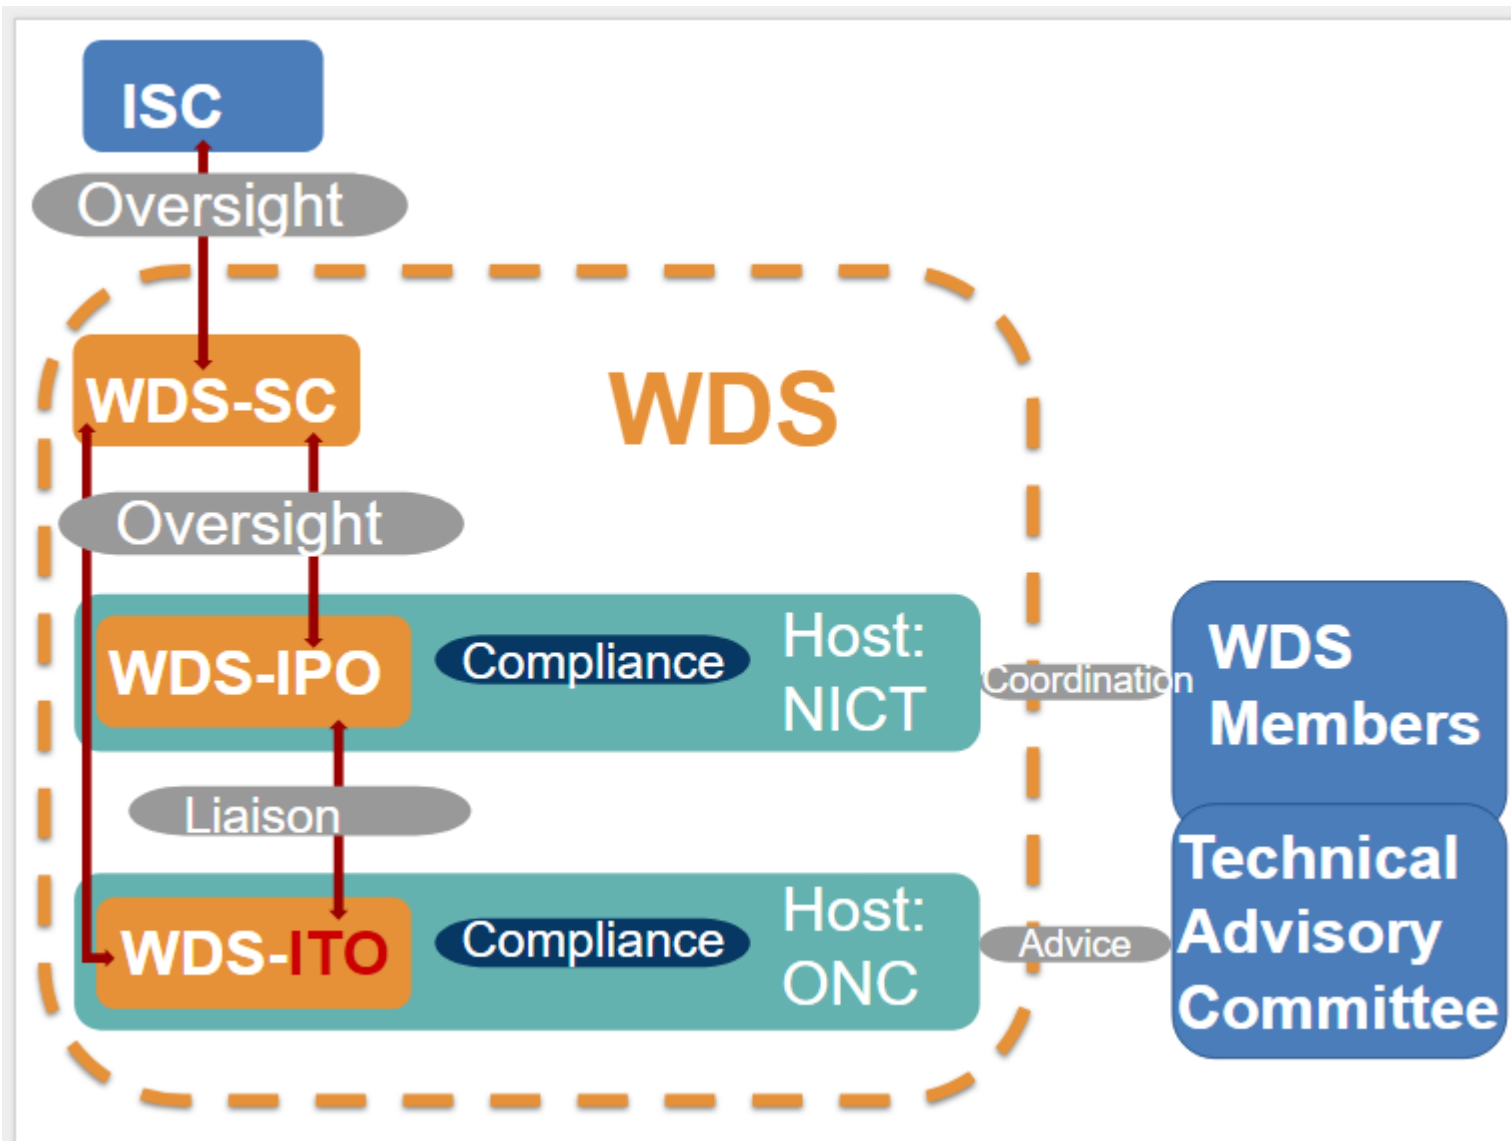 ISC
Oversight
WDS-SC
WDS
Oversight
WDS-IPO
Compliance
Host:
NICT
Coordination
WDS
Members
Liaison
WDS-ITO
Compliance
Host:
ONC
Advice
Technical
Advisory
Committee